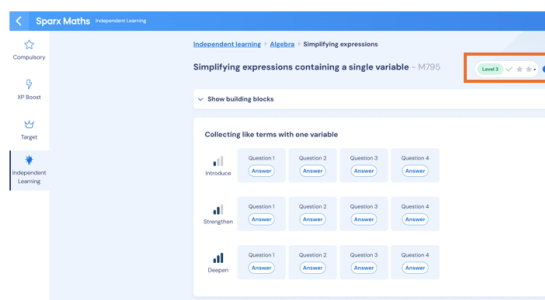 Sparx Maths Independent Learning
Compulsory
XP Boost
Target
Independent Learning
Independent learning > Algebra > Simplifying expressions
Simplifying expressions containing a single variable - M795
Level 2
Show building blocks
Collecting like terms with one variable
Introduce
Question 1 Question 2 Question 3 Question 4
Answer Answer Answer Answer
Strengthen
Question 1 Question 2 Question 3 Question 4
Answer Answer Answer Answer
Deepen
Question 1 Question 2 Question 3 Question 4
Answer Answer Answer Answer